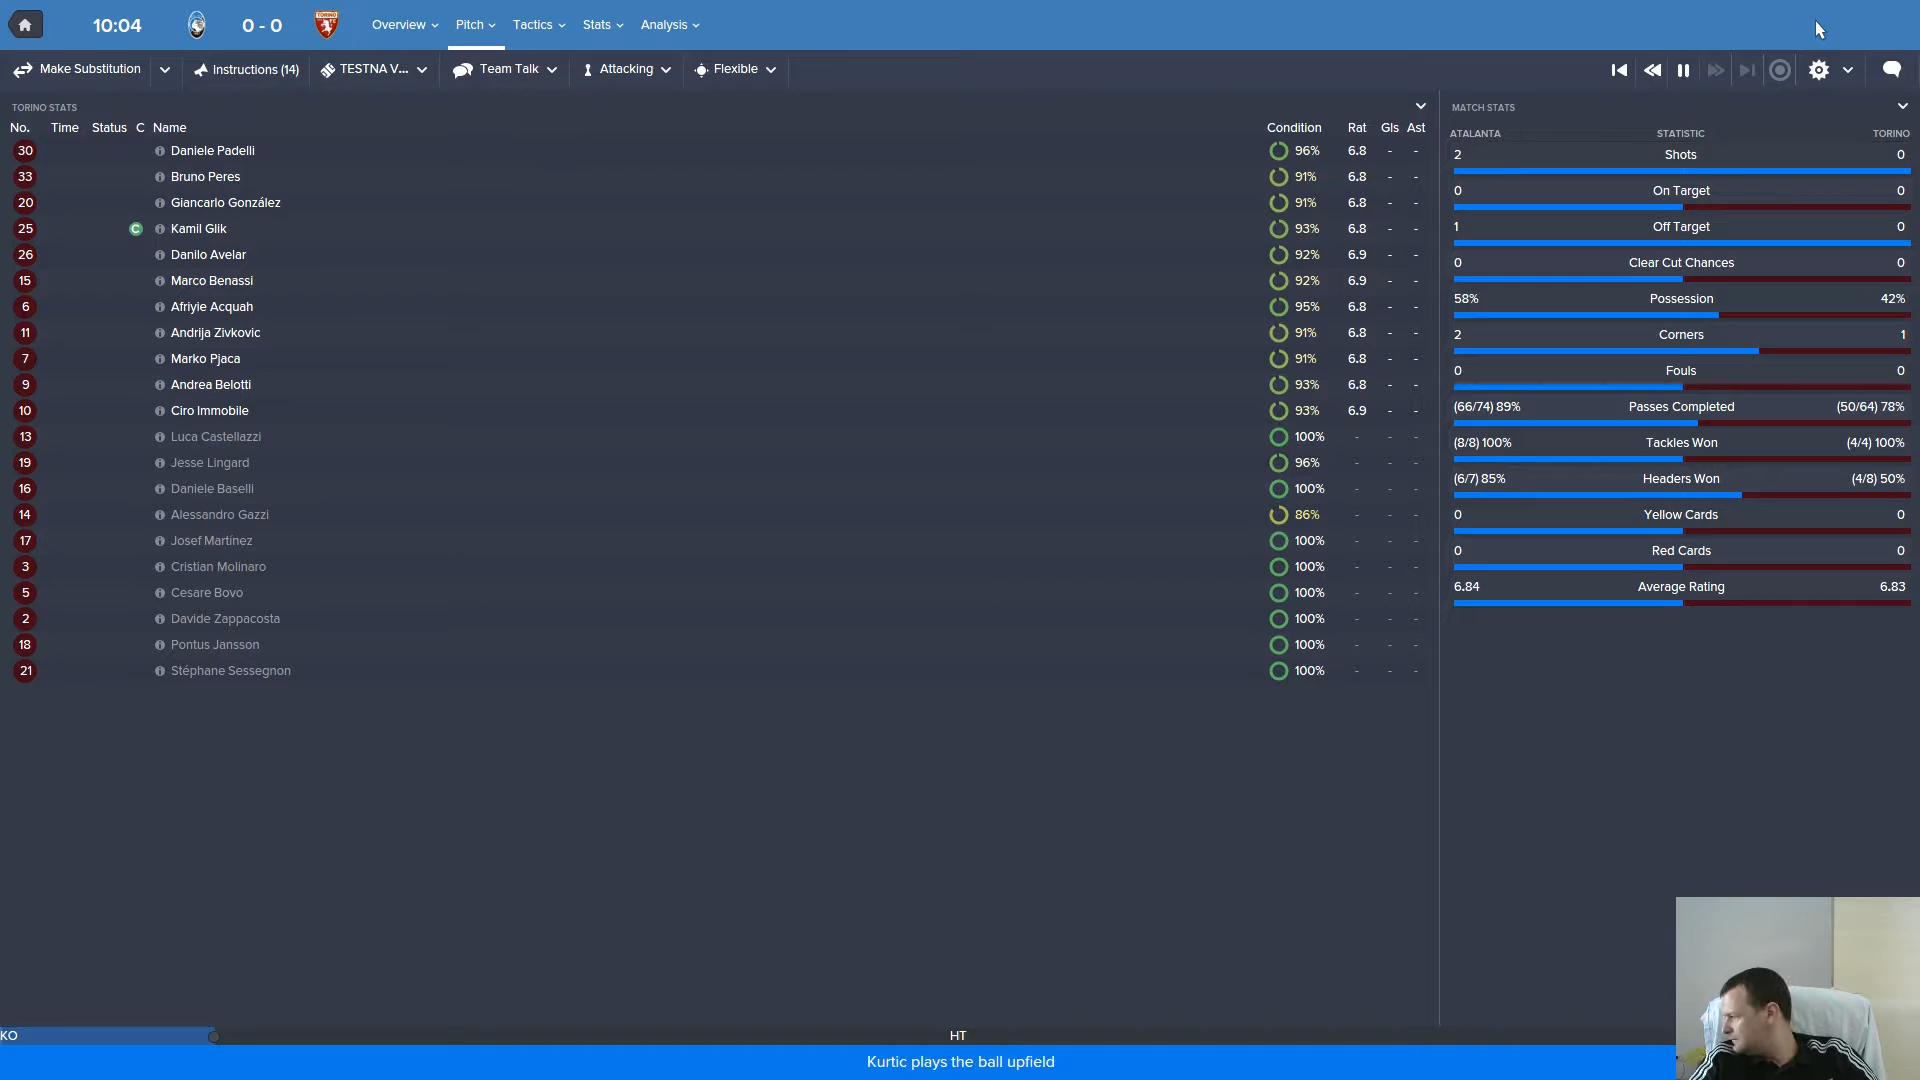 10:04 0 - 0 TORINO Overview Pitch Tactics Stats Analysis
Make Substitution Instructions (14) TESTNA V... Team Talk Attacking Flexible
TORINO STATS
No. Time Status C Name Condition Rat Gls Ast
30 Daniele Padelli 96% 6.8 - -
33 Bruno Peres 91% 6.8 - -
20 Giancarlo González 91% 6.8 - -
25 C Kamil Glik 93% 6.8 - -
26 Danilo Avelar 92% 6.9 - -
15 Marco Benassi 92% 6.9 - -
6 Afriyie Acquah 95% 6.8 - -
11 Andrija Zivkovic 91% 6.8 - -
7 Marko Pjaca 91% 6.8 - -
9 Andrea Belotti 93% 6.8 - -
10 Ciro Immobile 93% 6.9 - -
13 Luca Castellazzi 100% - - -
19 Jesse Lingard 96% - - -
16 Daniele Baselli 100% - - -
14 Alessandro Gazzi 86% - - -
17 Josef Martínez 100% - - -
3 Cristian Molinaro 100% - - -
5 Cesare Bovo 100% - - -
2 Davide Zappacosta 100% - - -
18 Pontus Jansson 100% - - -
21 Stéphane Sessegnon 100% - - -
MATCH STATS
ATALANTA STATISTIC TORINO
2 Shots 0
0 On Target 0
1 Off Target 0
0 Clear Cut Chances 0
58% Possession 42%
2 Corners 1
0 Fouls 0
(66/74) 89% Passes Completed (50/64) 78%
(8/8) 100% Tackles Won (4/4) 100%
(6/7) 85% Headers Won (4/8) 50%
0 Yellow Cards 0
0 Red Cards 0
6.84 Average Rating 6.83
KO HT
Kurtic plays the ball upfield